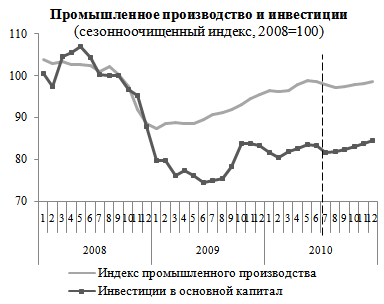 Промышленное производство и инвестиции
(сезонноочищенный индекс, 2008=100)
110
100
90
80
70
1 2 3 4 5 6 7 8 9 10 11 12 1 2 3 4 5 6 7 8 9 10 11 12 1 2 3 4 5 6 7 8 9 10 11 12
2008 2009 2010
Индекс промышленного производства
Инвестиции в основной капитал